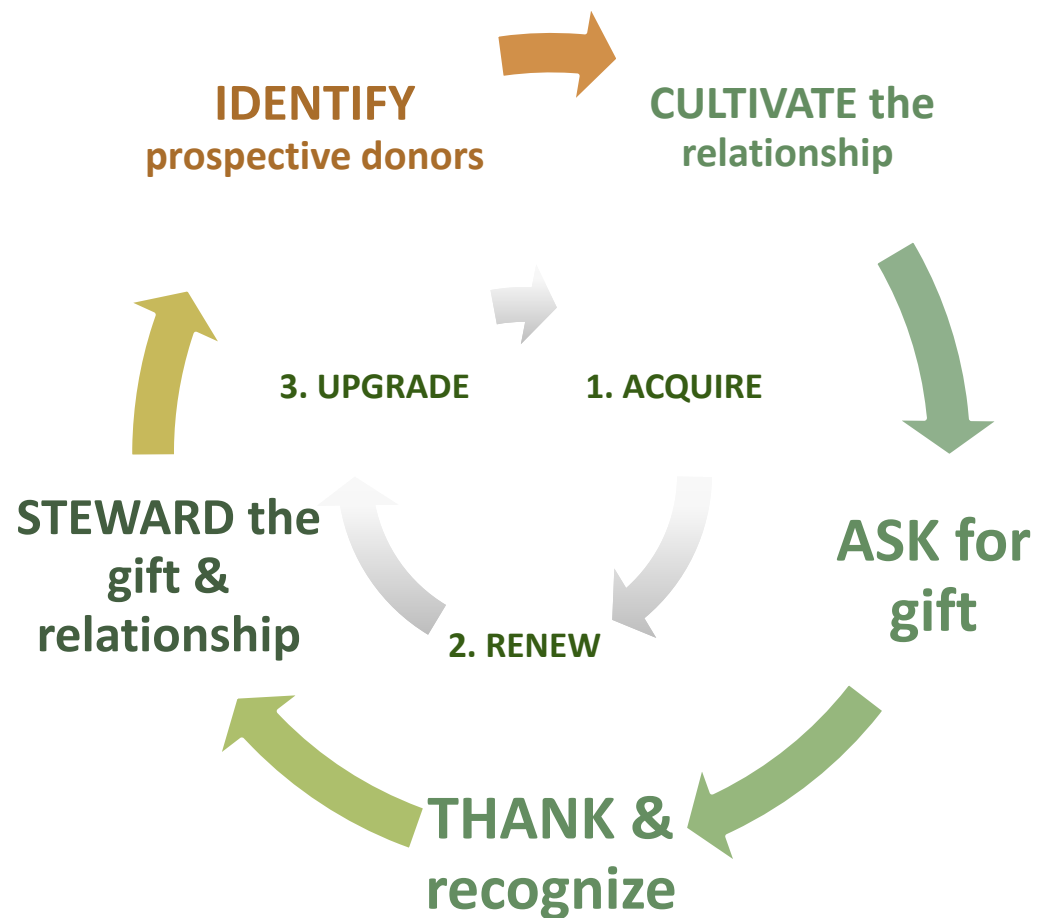 IDENTIFY
prospective donors
CULTIVATE the
relationship
ASK for
gift
THANK &
recognize
STEWARD the
gift &
relationship
1. ACQUIRE
2. RENEW
3. UPGRADE